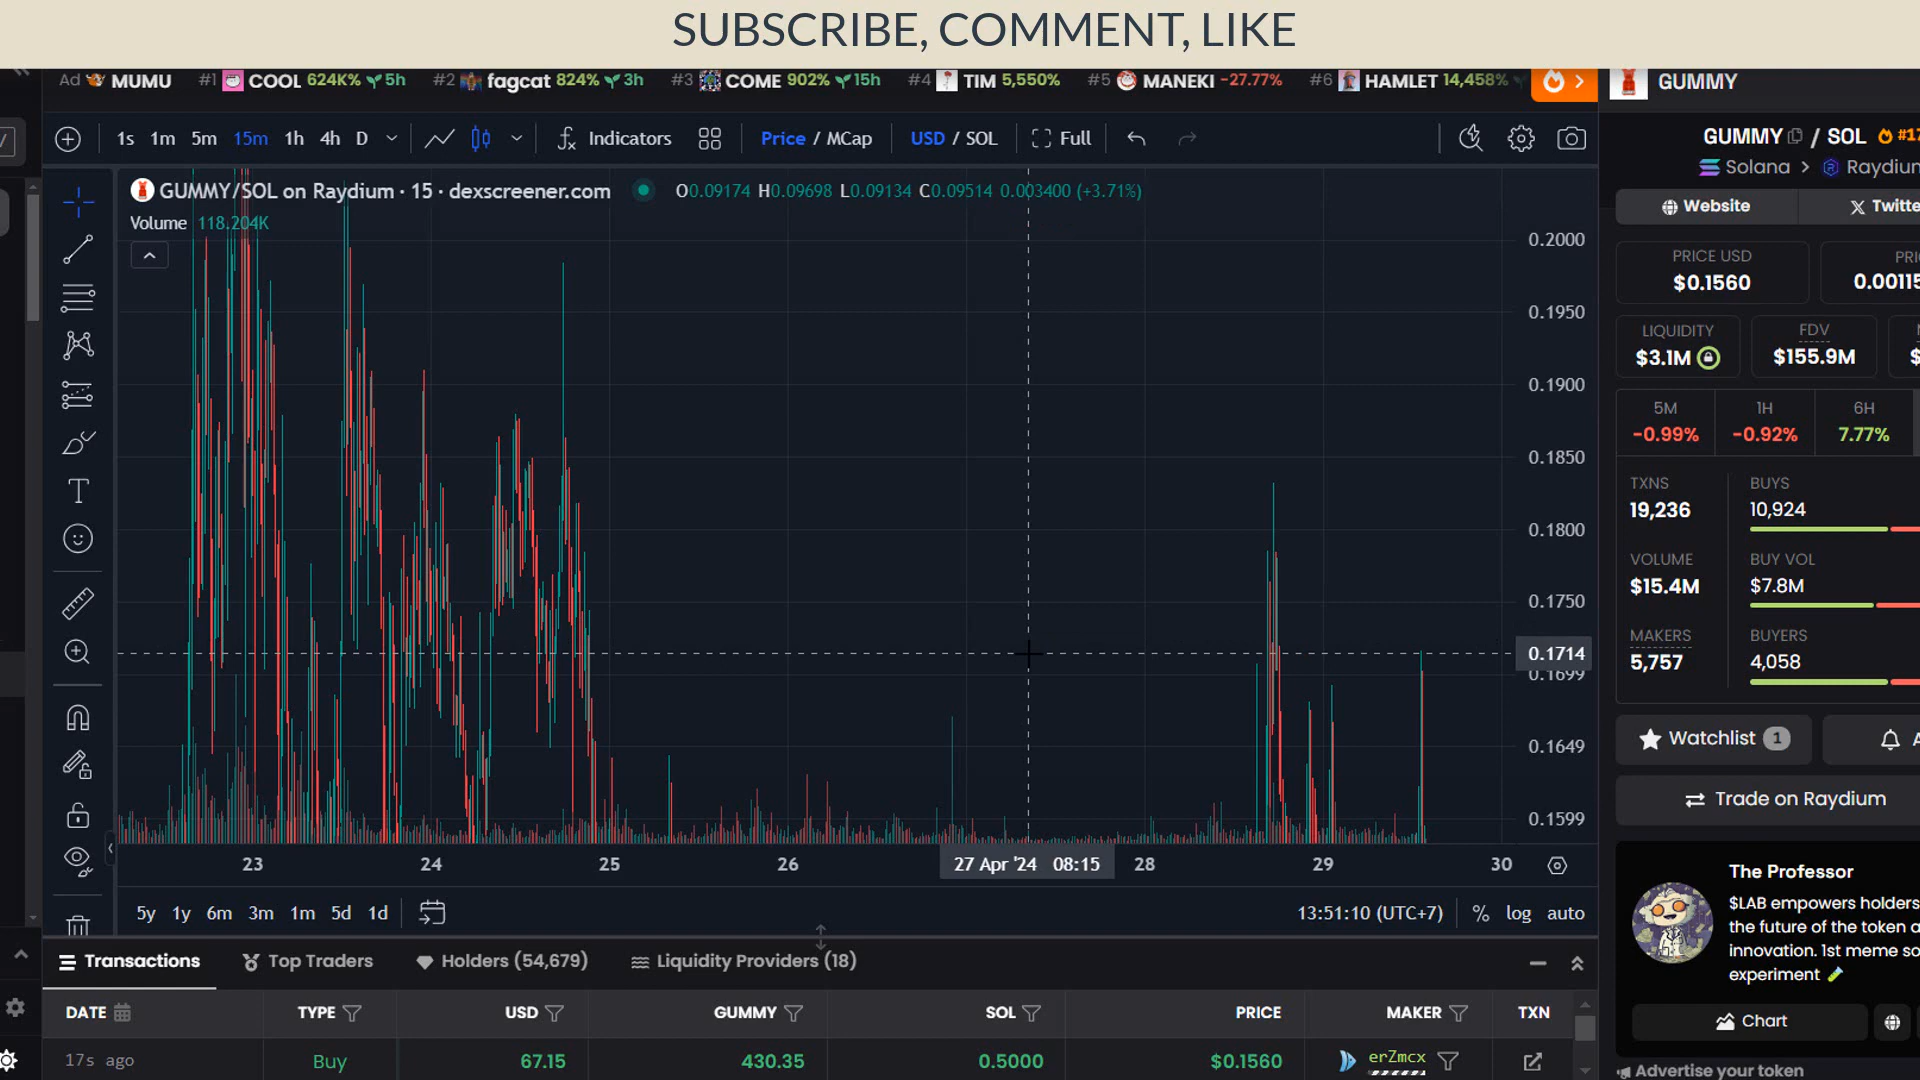 SUBSCRIBE, COMMENT, LIKE
Ad MUMU #1 COOL 624K% 5h #2 fagcat 824% 3h #3 COME 902% 15h #4 TIM 5,550% #5 MANEKI -27.77% #6 HAMLET 14,458%
GUMMY
1s 1m 5m 15m 1h 4h D Indicators Price / MCap USD / SOL Full
GUMMY / SOL #17
Solana > Raydium
GUMMY/SOL on Raydium · 15 · dexscreener.com O0.09174 H0.09698 L0.09134 C0.09514 0.003400 (+3.71%)
Volume 118.204K
Website Twitte
PRICE USD
$0.1560
PRI
0.00115
LIQUIDITY
$3.1M
FDV
$155.9M
$
5M
-0.99%
1H
-0.92%
6H
7.77%
TXNS
19,236
BUYS
10,924
VOLUME
$15.4M
BUY VOL
$7.8M
MAKERS
5,757
BUYERS
4,058
Watchlist 1
Trade on Raydium
The Professor
$LAB empowers holders
the future of the token a
innovation. 1st meme so
experiment
Chart
Advertise your token
0.2000
0.1950
0.1900
0.1850
0.1800
0.1750
0.1714
0.1699
0.1649
0.1599
23 24 25 26 27 Apr '24 08:15 28 29 30
5y 1y 6m 3m 1m 5d 1d 13:51:10 (UTC+7) % log auto
Transactions Top Traders Holders (54,679) Liquidity Providers (18)
DATE TYPE USD GUMMY SOL PRICE MAKER TXN
17s ago Buy 67.15 430.35 0.5000 $0.1560 erZmcx